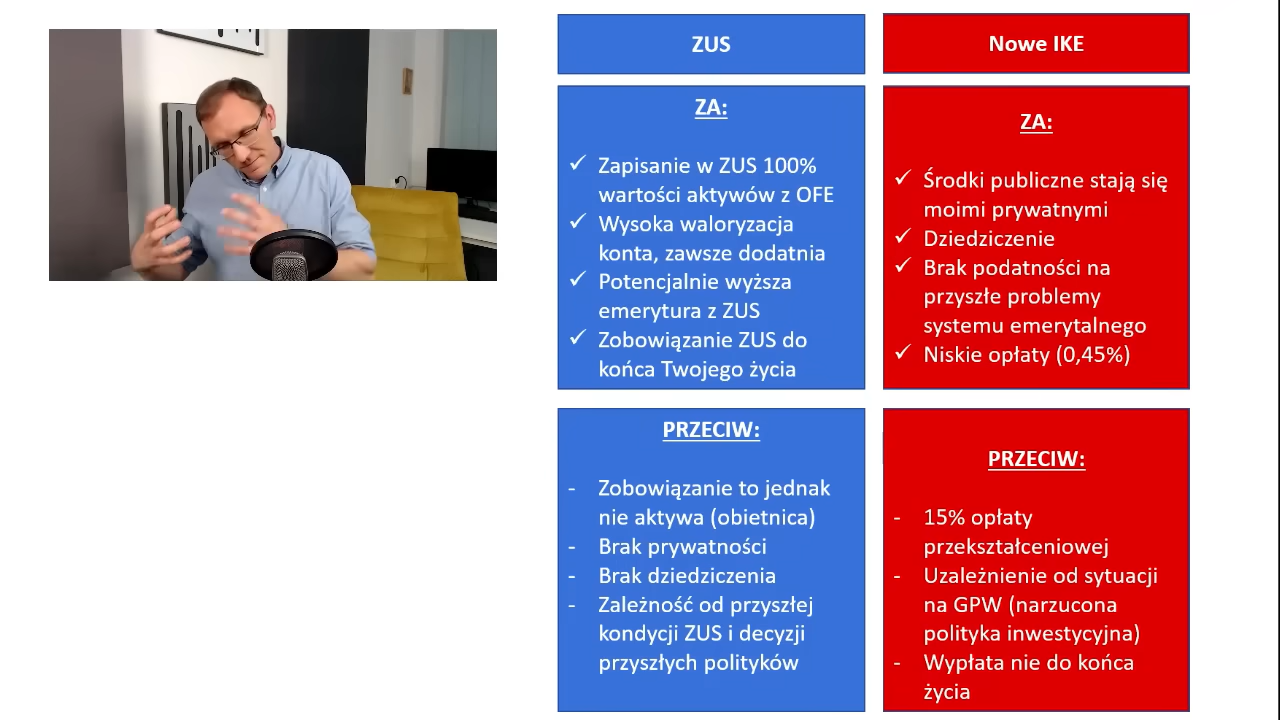 ZUS
Nowe IKE
ZA:
Zapisanie w ZUS 100%
wartości aktywów z OFE
Wysoka waloryzacja
konta, zawsze dodatnia
Potencjalnie wyższa
emerytura z ZUS
Zobowiązanie ZUS do
końca Twojego życia
ZA:
Środki publiczne stają się
moimi prywatnymi
Dziedziczenie
Brak podatności na
przyszłe problemy
systemu emerytalnego
Niskie opłaty (0,45%)
PRZECIW:
- Zobowiązanie to jednak
nie aktywa (obietnica)
- Brak prywatności
- Brak dziedziczenia
- Zależność od przyszłej
kondycji ZUS i decyzji
przyszłych polityków
PRZECIW:
- 15% opłaty
przekształceniowej
- Uzależnienie od sytuacji
na GPW (narzucona
polityka inwestycyjna)
- Wypłata nie do końca
życia